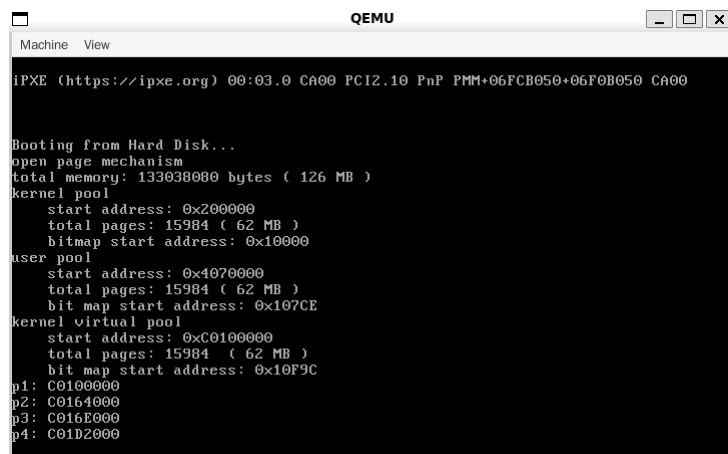 QEMU
Machine View
iPXE (https://ipxe.org) 00:03.0 CA00 PCI2.10 PnP PMM+06FCB050+06F0B050 CA00
Booting from Hard Disk...
open page mechanism
total memory: 133038080 bytes ( 126 MB )
kernel pool
    start address: 0x200000
    total pages: 15984 ( 62 MB )
    bitmap start address: 0x10000
user pool
    start address: 0x4070000
    total pages: 15984 ( 62 MB )
    bit map start address: 0x107CE
kernel virtual pool
    start address: 0xC0100000
    total pages: 15984  ( 62 MB )
    bit map start address: 0x10F9C
p1: C0100000
p2: C0164000
p3: C016E000
p4: C01D2000